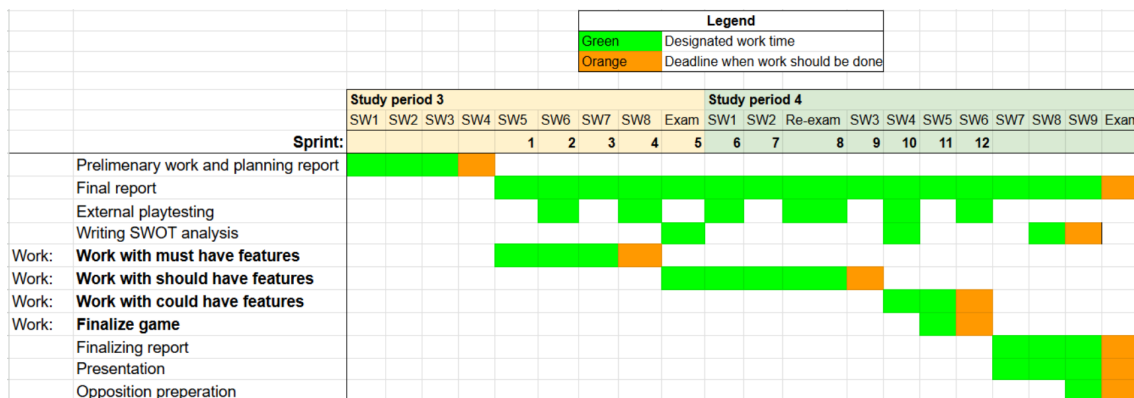 Legend
Green Designated work time
Orange Deadline when work should be done
Study period 3 Study period 4
SW1 SW2 SW3 SW4 SW5 SW6 SW7 SW8 Exam SW1 SW2 Re-exam SW3 SW4 SW5 SW6 SW7 SW8 SW9 Exam
Sprint: 1 2 3 4 5 6 7 8 9 10 11 12
Prelimenary work and planning report
Final report
External playtesting
Writing SWOT analysis
Work: Work with must have features
Work: Work with should have features
Work: Work with could have features
Work: Finalize game
Finalizing report
Presentation
Opposition preperation